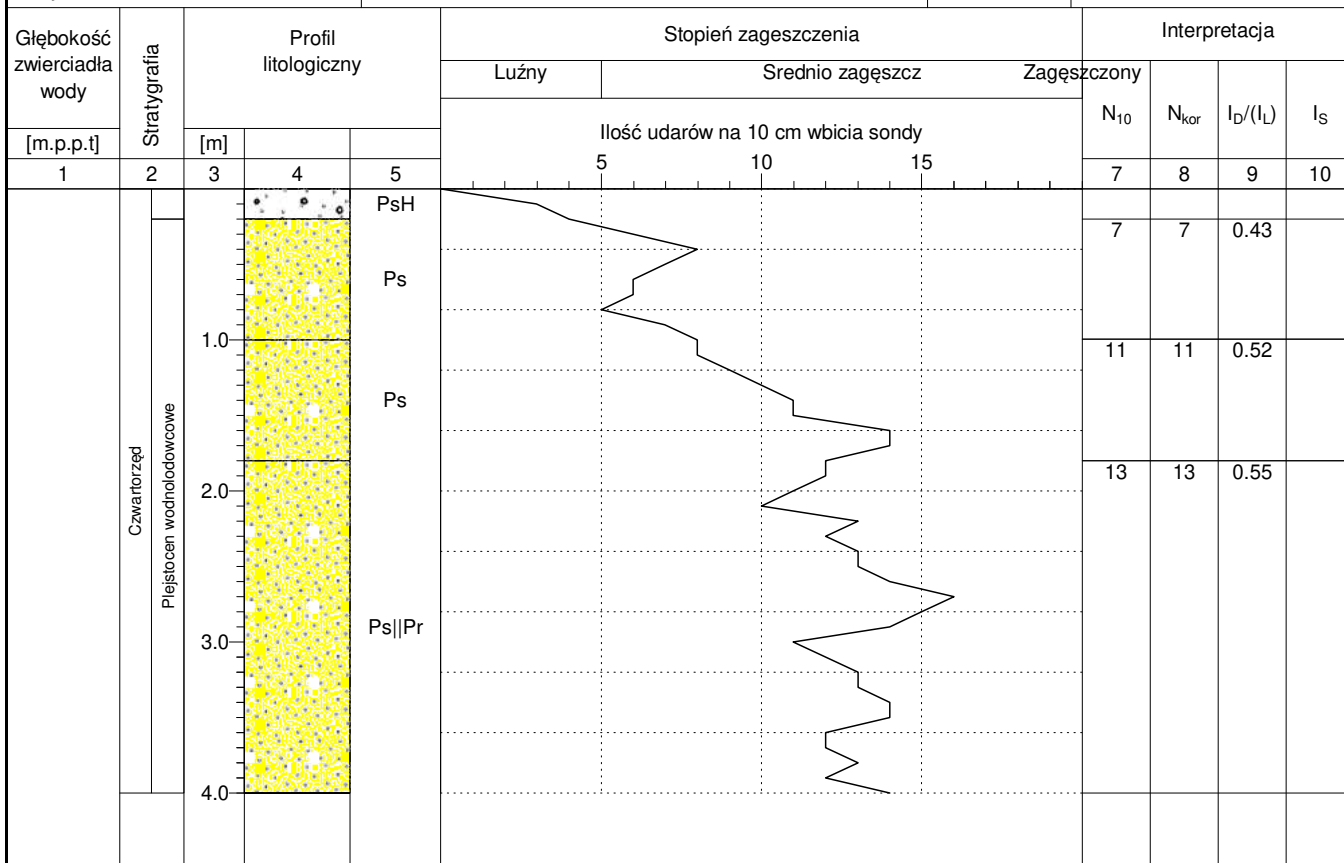 Głębokość
zwierciadła
wody
[m.p.p.t]
Stratygrafia
Profil
litologiczny
[m]
Stopień zageszczenia
Luźny
Srednio zagęszcz
Zagęszczony
Ilość udarów na 10 cm wbicia sondy
5 10 15
Interpretacja
N10 Nkor ID/(IL) IS
1 2 3 4 5 7 8 9 10
PsH
7 7 0.43
Ps
1.0
11 11 0.52
Ps
13 13 0.55
2.0
Czwartorzęd
Plejstocen wodnolodowcowe
Ps||Pr
3.0
4.0